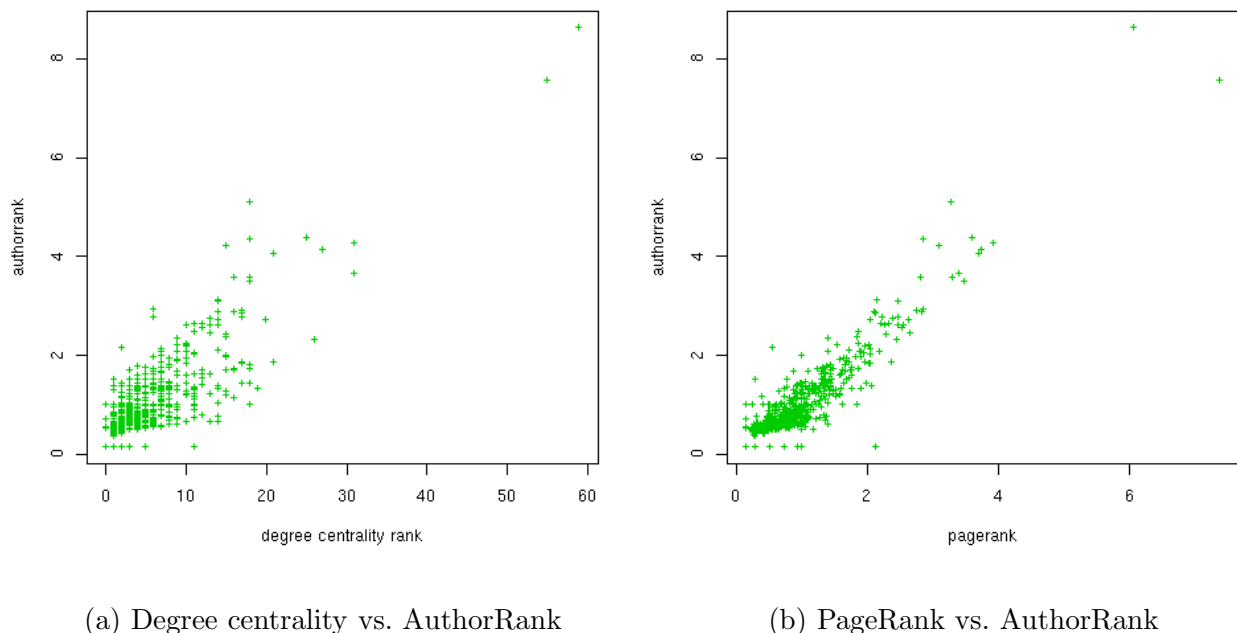 authorrank
8
6
4
2
0
0 10 20 30 40 50 60
degree centrality rank
(a) Degree centrality vs. AuthorRank
authorrank
8
6
4
2
0
0 2 4 6
pagerank
(b) PageRank vs. AuthorRank